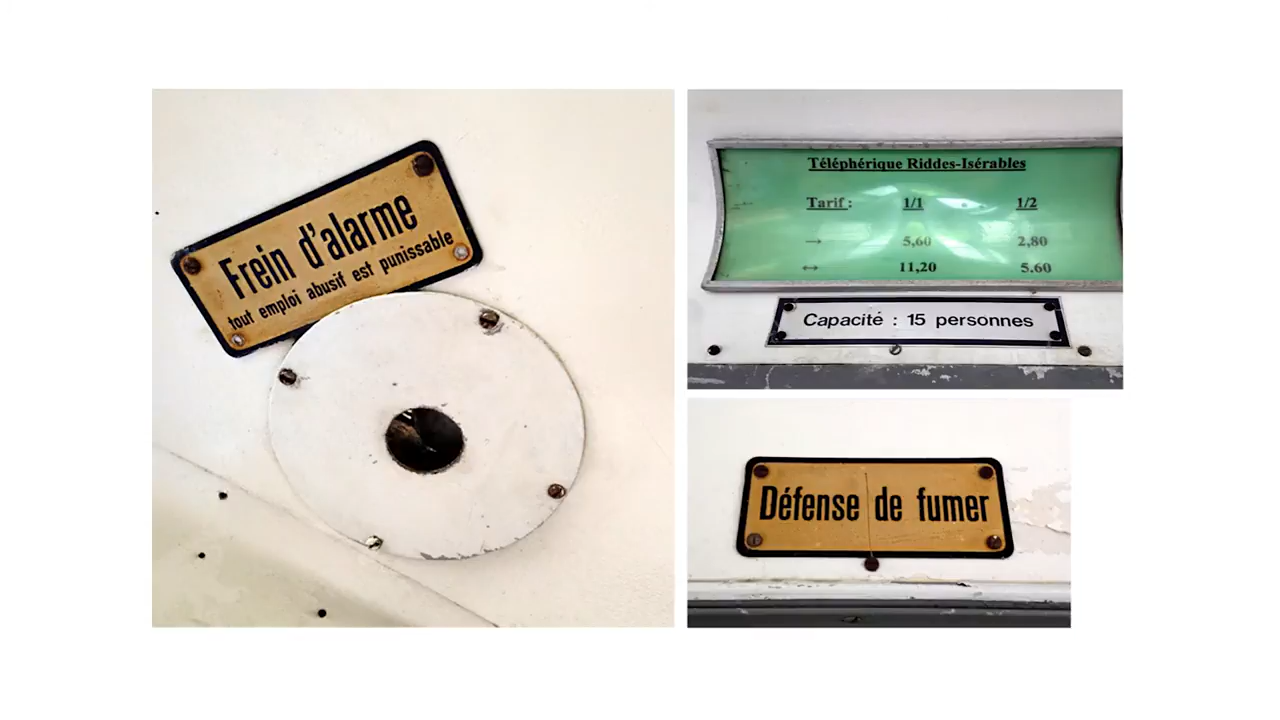 Frein d'alarme
tout emploi abusif est punissable
Téléphérique Riddes-Isérables
Tarif : 1/1 1/2
→ 5,60 2,80
↔ 11,20 5.60
Capacité : 15 personnes
Défense de fumer